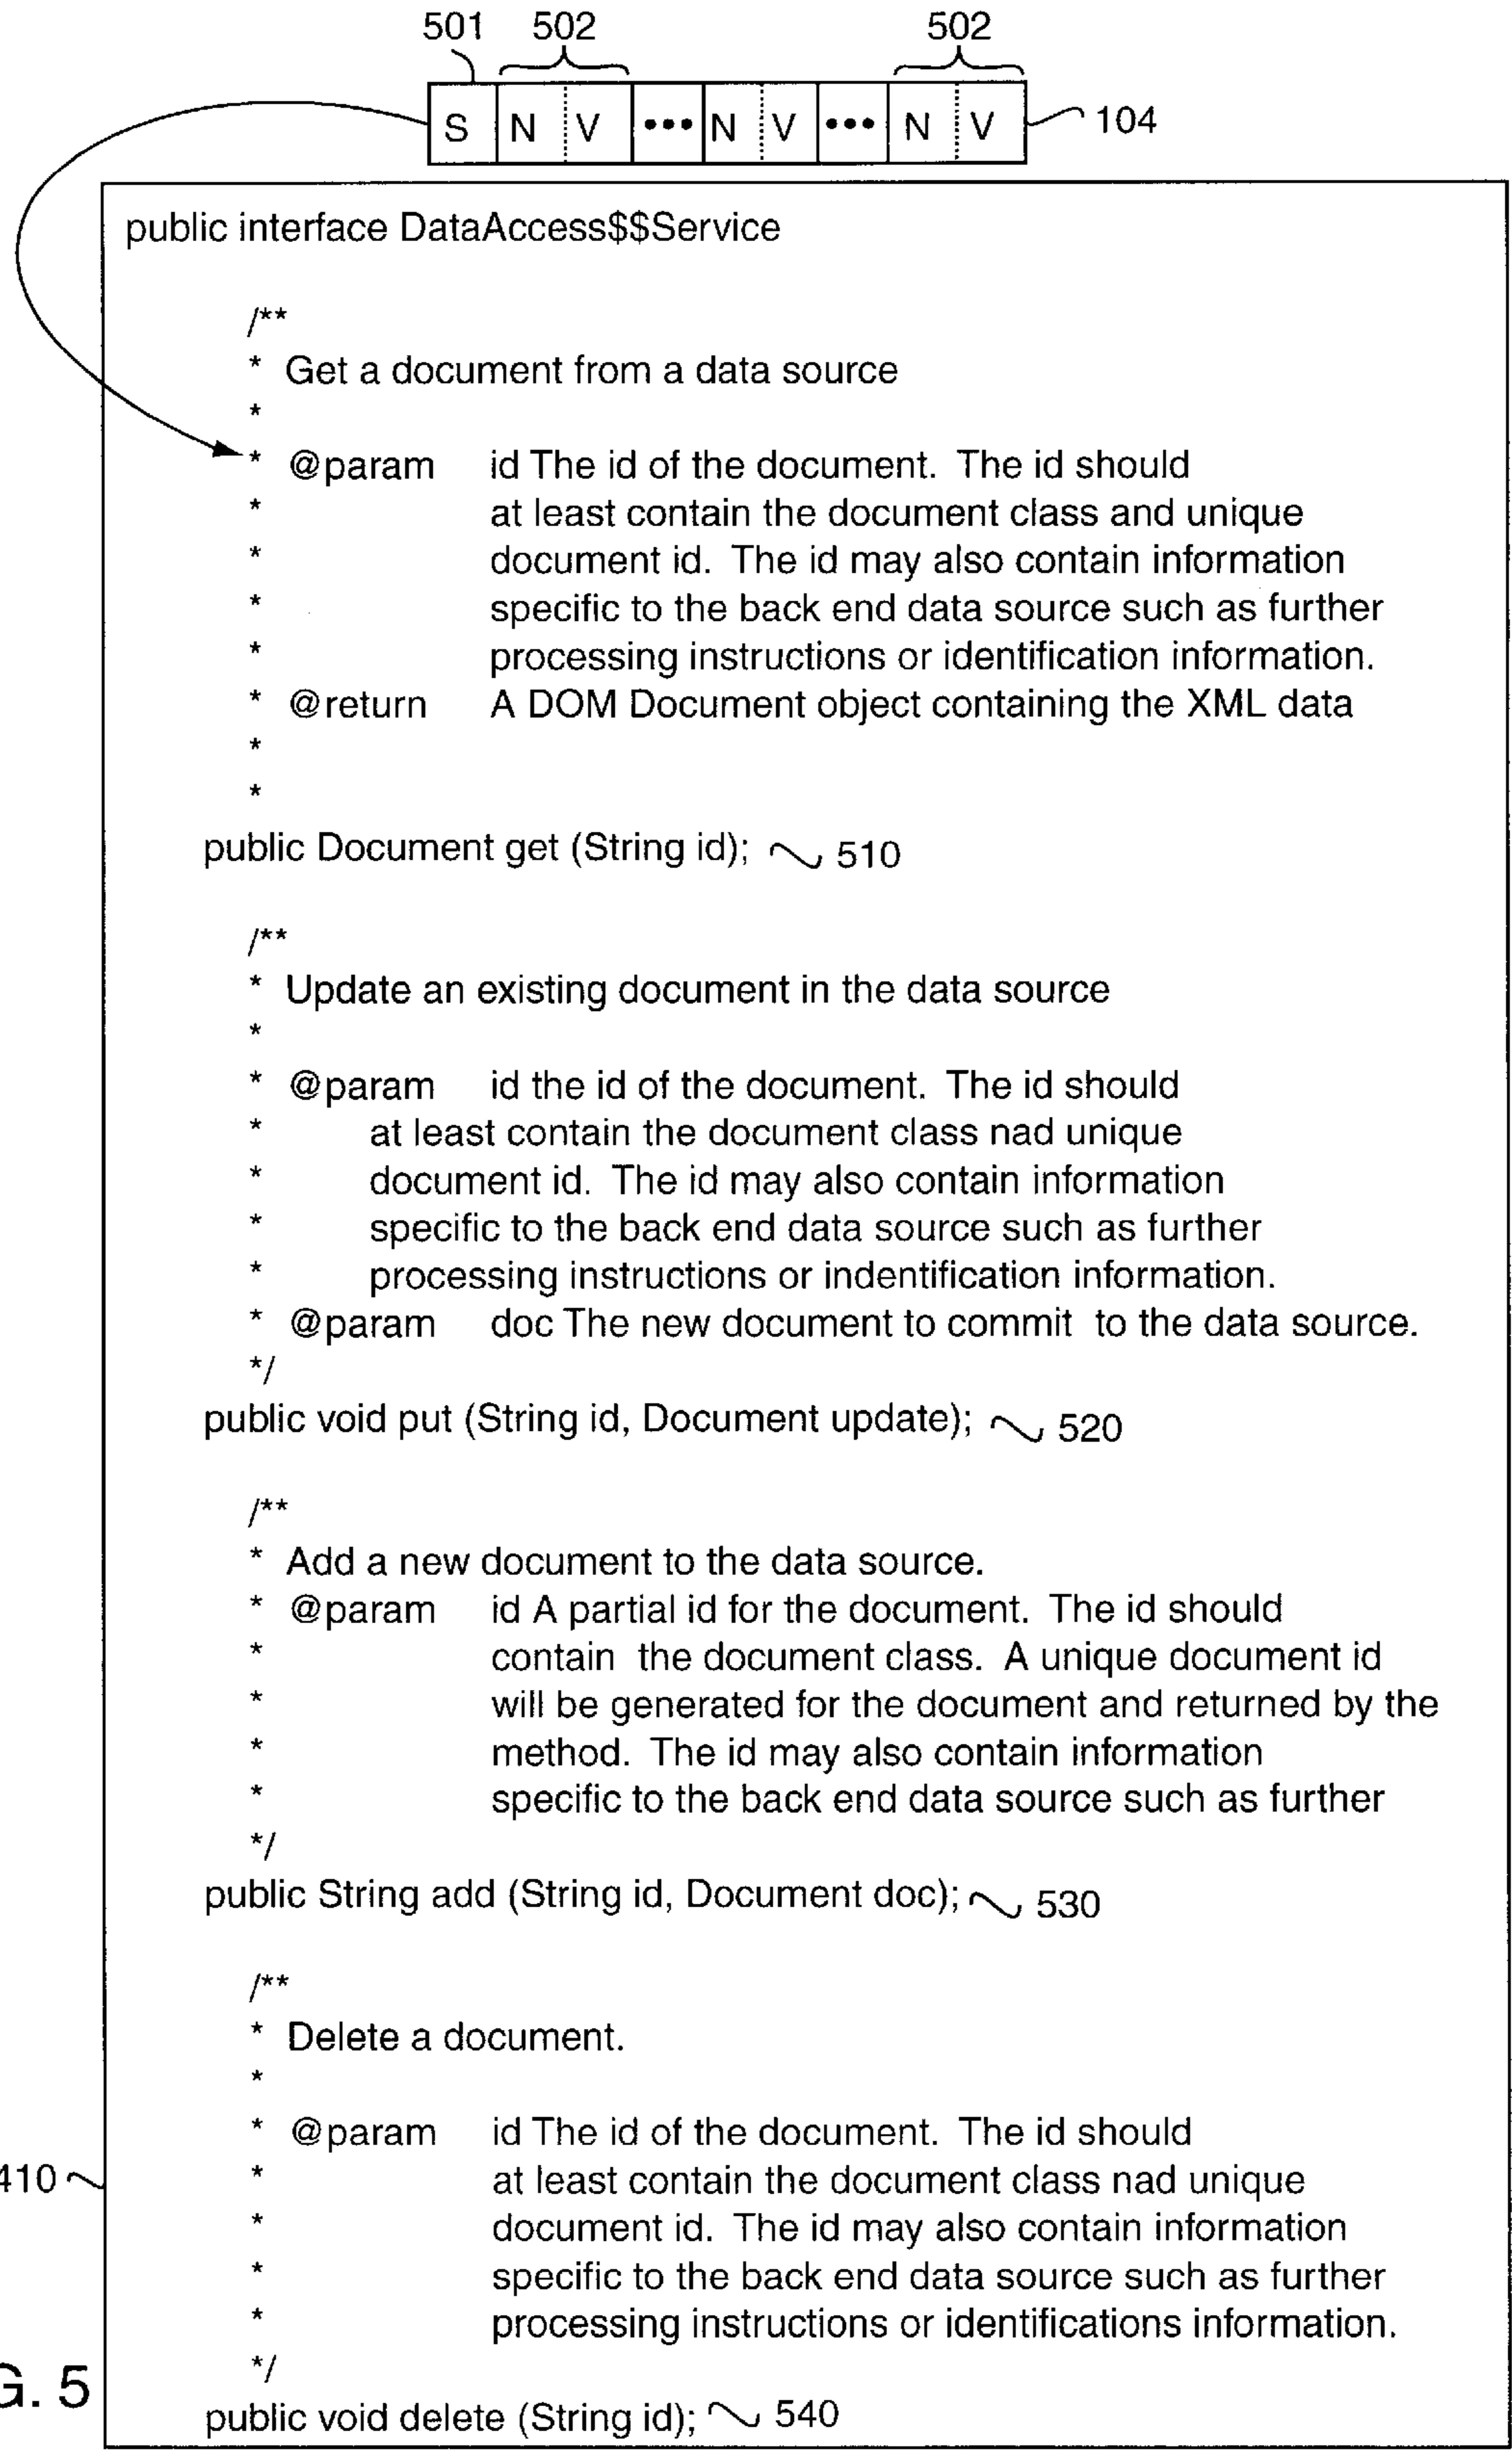 501 502 502
S N V ••• N V ••• N V 104
public interface DataAccess$$Service
/**
* Get a document from a data source
*
* @param id The id of the document. The id should
* at least contain the document class and unique
* document id. The id may also contain information
* specific to the back end data source such as further
* processing instructions or identification information.
* @return A DOM Document object containing the XML data
*
*
public Document get (String id); 510
/**
* Update an existing document in the data source
*
* @param id the id of the document. The id should
* at least contain the document class nad unique
* document id. The id may also contain information
* specific to the back end data source such as further
* processing instructions or indentification information.
* @param doc The new document to commit to the data source.
*/
public void put (String id, Document update); 520
/**
* Add a new document to the data source.
* @param id A partial id for the document. The id should
* contain the document class. A unique document id
* will be generated for the document and returned by the
* method. The id may also contain information
* specific to the back end data source such as further
*/
public String add (String id, Document doc); 530
/**
* Delete a document.
*
* @param id The id of the document. The id should
* at least contain the document class nad unique
410
* document id. The id may also contain information
* specific to the back end data source such as further
* processing instructions or identifications information.
*/
G. 5
public void delete (String id); 540